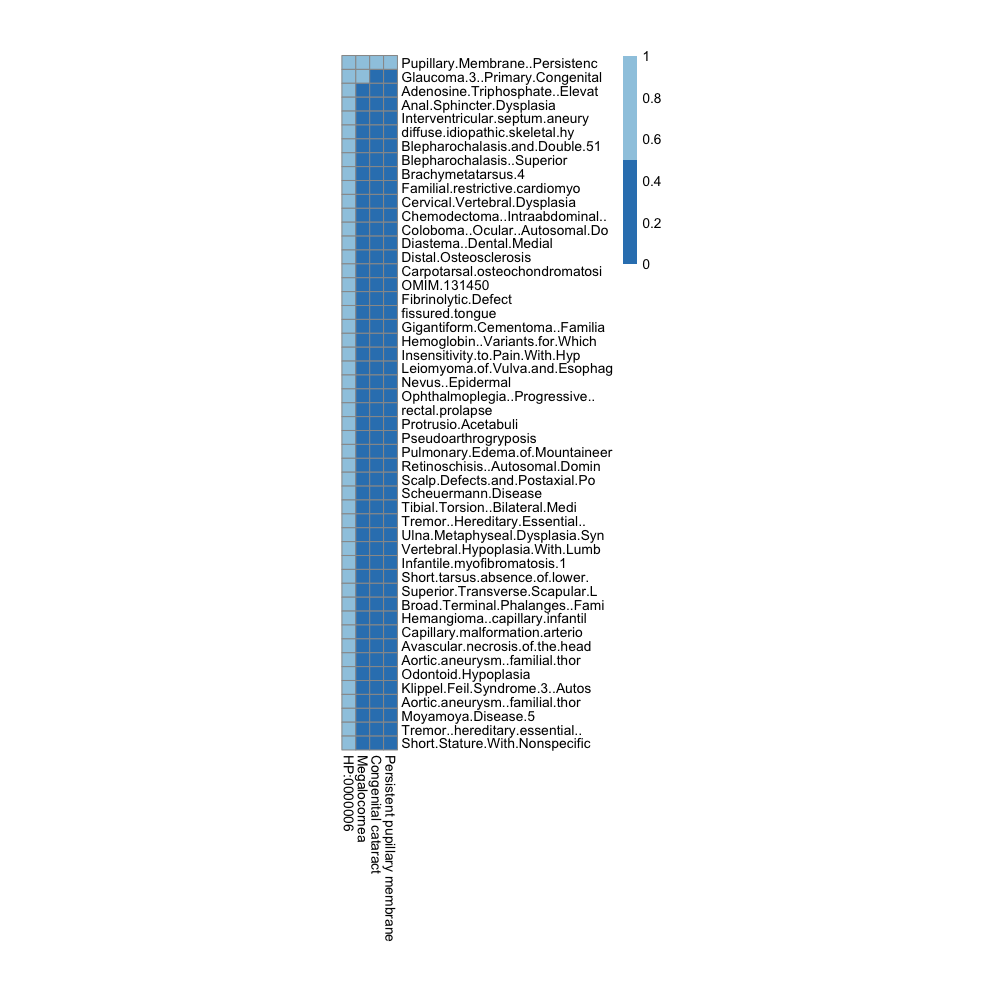 Pupillary.Membrane..Persistenc
Glaucoma.3..Primary.Congenital
Adenosine.Triphosphate..Elevat
Anal.Sphincter.Dysplasia
Interventricular.septum.aneury
diffuse.idiopathic.skeletal.hy
Blepharochalasis.and.Double.51
Blepharochalasis..Superior
Brachymetatarsus.4
Familial.restrictive.cardiomyo
Cervical.Vertebral.Dysplasia
Chemodectoma..Intraabdominal..
Coloboma..Ocular..Autosomal.Do
Diastema..Dental.Medial
Distal.Osteosclerosis
Carpotarsal.osteochondromatosi
OMIM.131450
Fibrinolytic.Defect
fissured.tongue
Gigantiform.Cementoma..Familia
Hemoglobin..Variants.for.Which
Insensitivity.to.Pain.With.Hyp
Leiomyoma.of.Vulva.and.Esophag
Nevus..Epidermal
Ophthalmoplegia..Progressive..
rectal.prolapse
Protrusio.Acetabuli
Pseudoarthrogryposis
Pulmonary.Edema.of.Mountaineer
Retinoschisis..Autosomal.Domin
Scalp.Defects.and.Postaxial.Po
Scheuermann.Disease
Tibial.Torsion..Bilateral.Medi
Tremor..Hereditary.Essential..
Ulna.Metaphyseal.Dysplasia.Syn
Vertebral.Hypoplasia.With.Lumb
Infantile.myofibromatosis.1
Short.tarsus.absence.of.lower.
Superior.Transverse.Scapular.L
Broad.Terminal.Phalanges..Fami
Hemangioma..capillary.infantil
Capillary.malformation.arterio
Avascular.necrosis.of.the.head
Aortic.aneurysm..familial.thor
Odontoid.Hypoplasia
Klippel.Feil.Syndrome.3..Autos
Aortic.aneurysm..familial.thor
Moyamoya.Disease.5
Tremor..hereditary.essential..
Short.Stature.With.Nonspecific
1
0.8
0.6
0.4
0.2
0
HP:0000006
Megalocornea
Congenital cataract
Persistent pupillary membrane